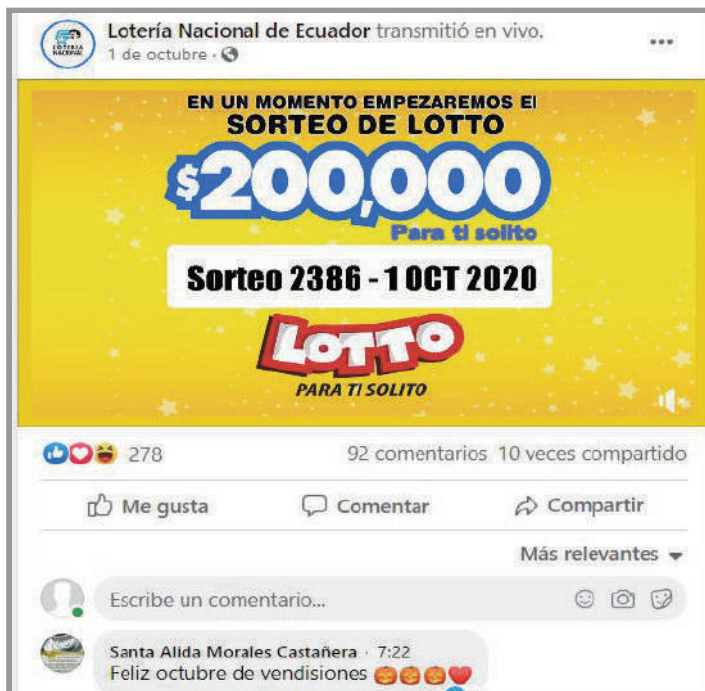 Lotería Nacional de Ecuador transmitió en vivo.
1 de octubre
LOTERIA
NACIONAL
EN UN MOMENTO EMPEZAREMOS El
SORTEO DE LOTTO
$200,000
Para ti solito
Sorteo 2386 - 1 OCT 2020
LOTTO
PARA TI SOLITO
278
92 comentarios 10 veces compartido
Me gusta Comentar Compartir
Más relevantes
Escribe un comentario...
Santa Alida Morales Castañera · 7:22
Feliz octubre de vendisiones 🎃🎃🎃❤️